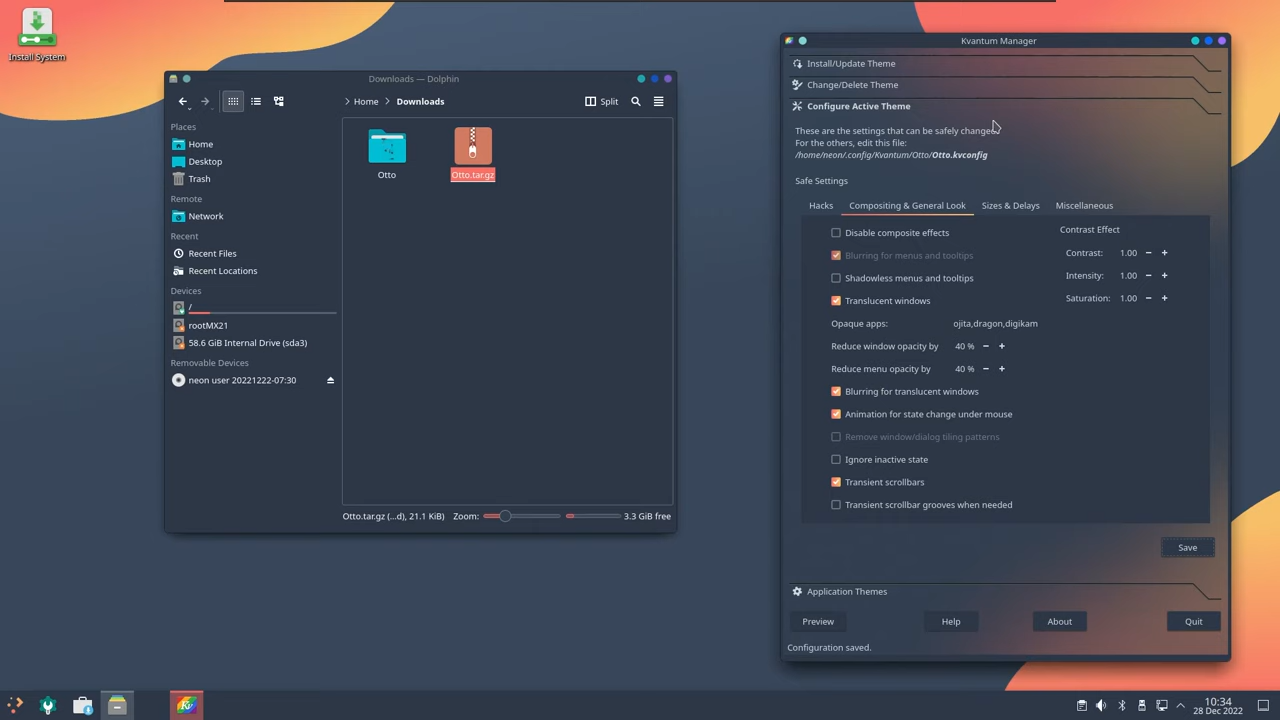 Install System
Downloads — Dolphin
Home
Downloads
Split
Places
Home
Desktop
Trash
Remote
Network
Recent
Recent Files
Recent Locations
Devices
/
rootMX21
58.6 GiB Internal Drive (sda3)
Removable Devices
neon user 20221222-07:30
Otto
Otto.tar.gz
Otto.tar.gz (...d), 21.1 KiB)
Zoom:
3.3 GiB free
Kvantum Manager
Install/Update Theme
Change/Delete Theme
Configure Active Theme
These are the settings that can be safely changed.
For the others, edit this file:
/home/neon/.config/Kvantum/Otto/Otto.kvconfig
Safe Settings
Hacks
Compositing & General Look
Sizes & Delays
Miscellaneous
Disable composite effects
Blurring for menus and tooltips
Shadowless menus and tooltips
Translucent windows
Opaque apps: ojita,dragon,digikam
Reduce window opacity by 40 % − +
Reduce menu opacity by 40 % − +
Blurring for translucent windows
Animation for state change under mouse
Remove window/dialog tiling patterns
Ignore inactive state
Transient scrollbars
Transient scrollbar grooves when needed
Contrast Effect
Contrast: 1.00 − +
Intensity: 1.00 − +
Saturation: 1.00 − +
Save
Application Themes
Preview
Help
About
Quit
Configuration saved.
Kv
10:34
28 Dec 2022